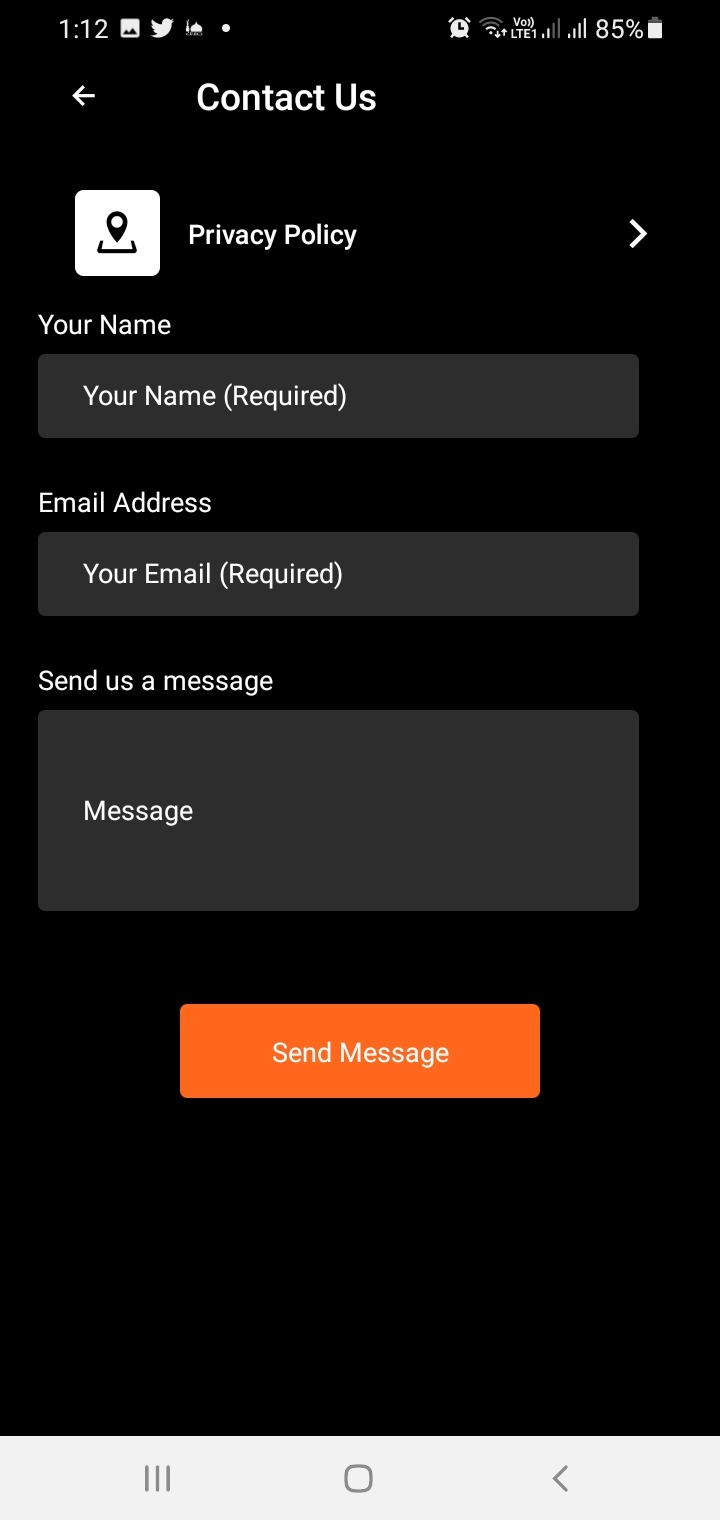 1:12
Vo))
LTE1
85%
Contact Us
Privacy Policy
Your Name
Your Name (Required)
Email Address
Your Email (Required)
Send us a message
Message
Send Message